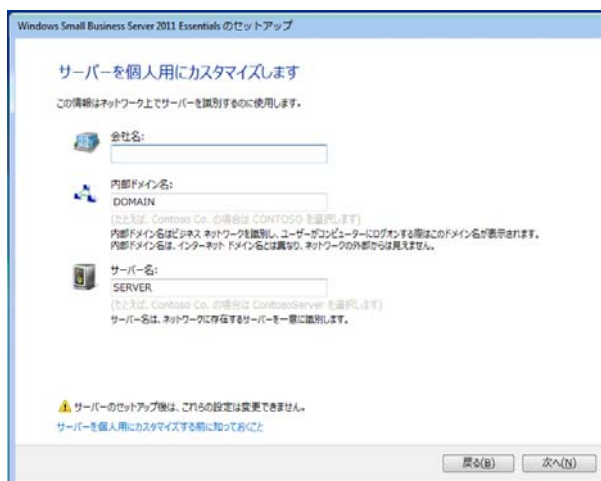 Windows Small Business Server 2011 Essentials のセットアップ
サーバーを個人用にカスタマイズします
この情報はネットワーク上でサーバーを識別するのに使用します。
会社名:
内部ドメイン名:
DOMAIN
(たとえば、Contoso Co. の場合は CONTOSO を選択します)
内部ドメイン名はビジネス ネットワークを識別し、ユーザーがコンピューターにログオンする際はこのドメイン名が表示されます。
内部ドメイン名は、インターネット ドメイン名とは異なり、ネットワークの外部からは見えません。
サーバー名:
SERVER
(たとえば、Contoso Co. の場合は ContosoServer を選択します)
サーバー名は、ネットワークに存在するサーバーを一意に識別します。
サーバーのセットアップ後は、これらの設定は変更できません。
サーバーを個人用にカスタマイズする前に知っておくこと
戻る(B) 次へ(N)